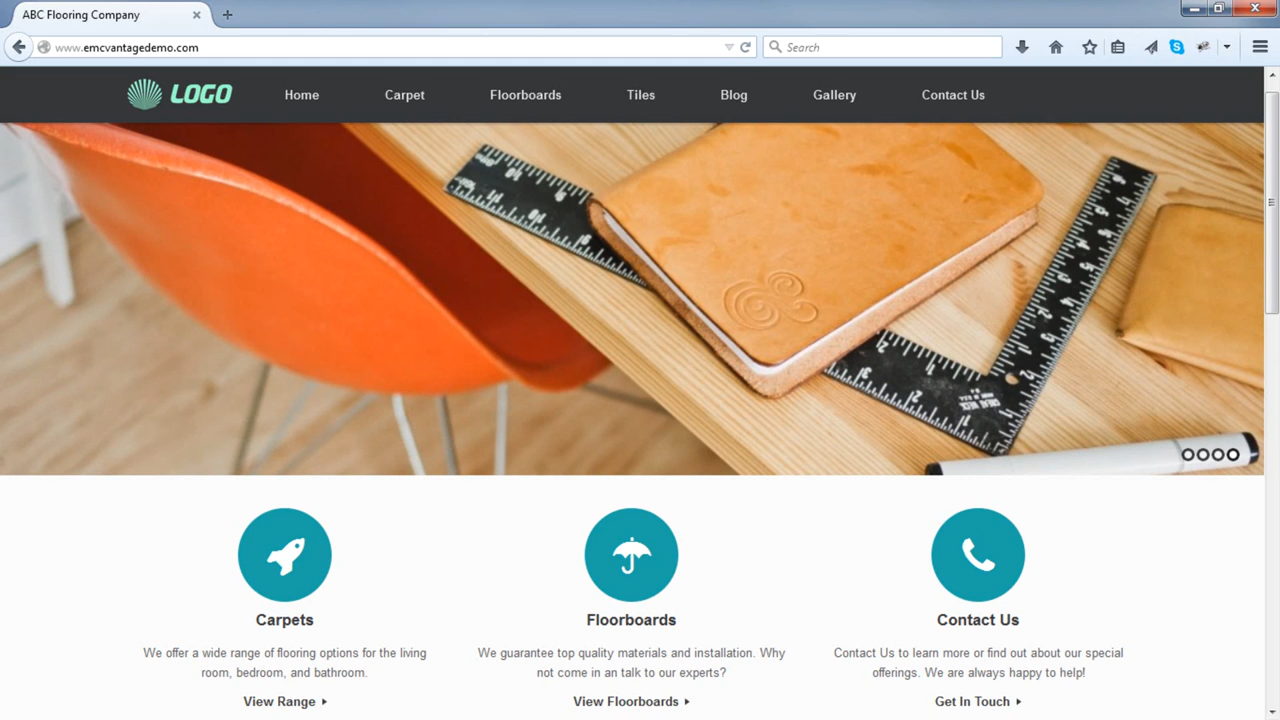 ABC Flooring Company
www.emcvantagedemo.com
Search
LOGO
Home Carpet Floorboards Tiles Blog Gallery Contact Us
Carpets
We offer a wide range of flooring options for the living
room, bedroom, and bathroom.
View Range
Floorboards
We guarantee top quality materials and installation. Why
not come in an talk to our experts?
View Floorboards
Contact Us
Contact Us to learn more or find out about our special
offerings. We are always happy to help!
Get In Touch